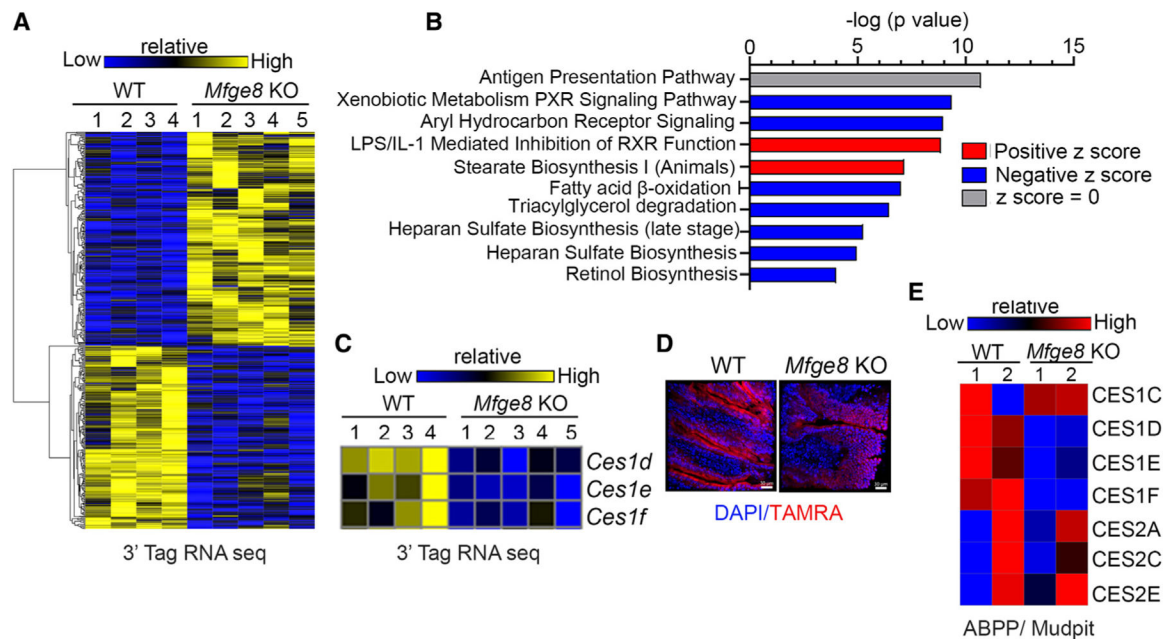 A
relative
Low High
WT Mfge8 KO
1 2 3 4 1 2 3 4 5
3' Tag RNA seq
B
-log (p value)
0 5 10 15
Antigen Presentation Pathway
Xenobiotic Metabolism PXR Signaling Pathway
Aryl Hydrocarbon Receptor Signaling
LPS/IL-1 Mediated Inhibition of RXR Function
Stearate Biosynthesis I (Animals)
Fatty acid β-oxidation I
Triacylglycerol degradation
Heparan Sulfate Biosynthesis (late stage)
Heparan Sulfate Biosynthesis
Retinol Biosynthesis
Positive z score
Negative z score
z score = 0
C
relative
Low High
WT Mfge8 KO
1 2 3 4 1 2 3 4 5
Ces1d
Ces1e
Ces1f
3' Tag RNA seq
D
WT Mfge8 KO
DAPI/TAMRA
E
relative
Low High
WT Mfge8 KO
1 2 1 2
CES1C
CES1D
CES1E
CES1F
CES2A
CES2C
CES2E
ABPP/ Mudpit